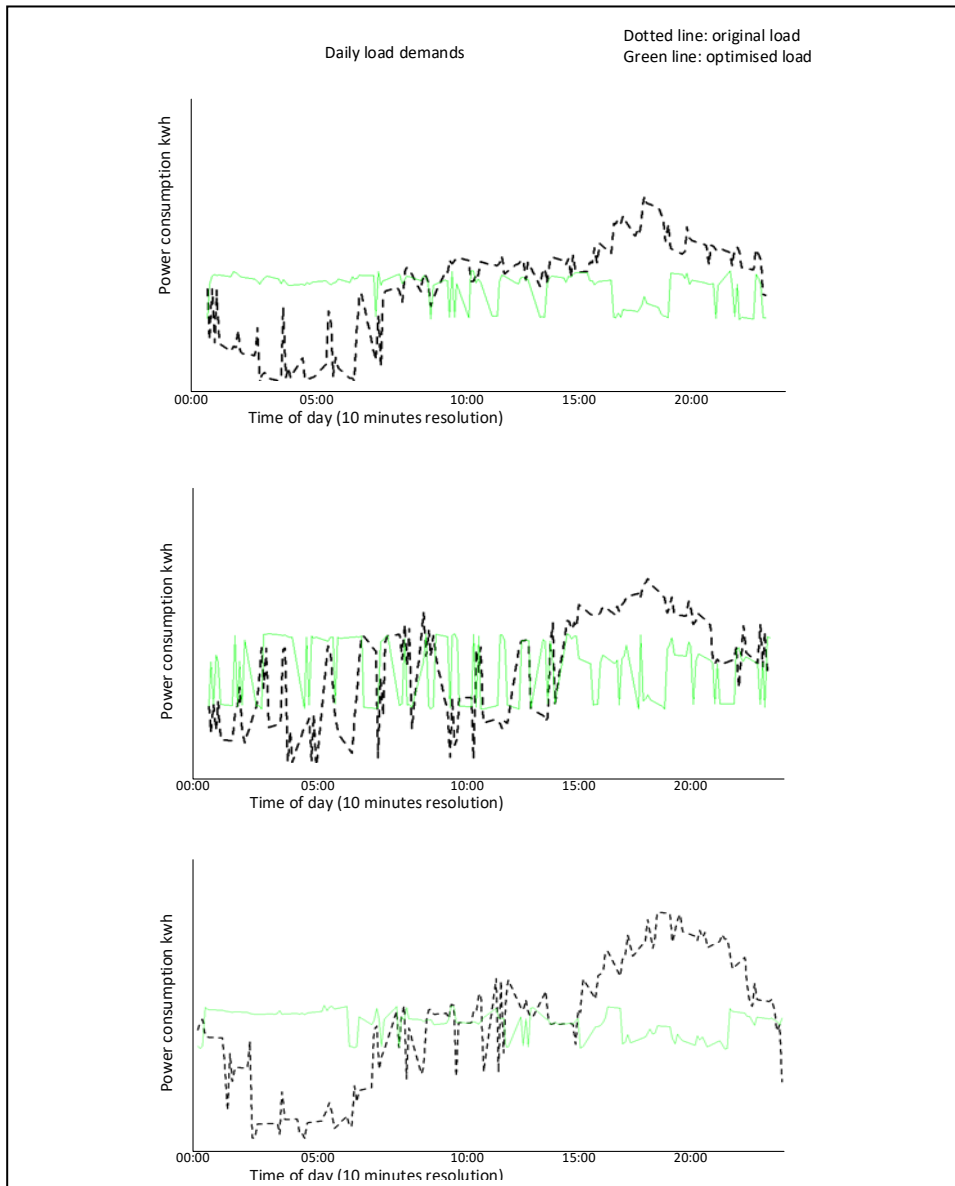 Dotted line: original load
Daily load demands
Green line: optimised load
Power consumption kwh
00:00 05:00 10:00 15:00 20:00
Time of day (10 minutes resolution)
Power consumption kwh
00:00 05:00 10:00 15:00 20:00
Time of day (10 minutes resolution)
Power consumption kwh
00:00 05:00 10:00 15:00 20:00
Time of day (10 minutes resolution)